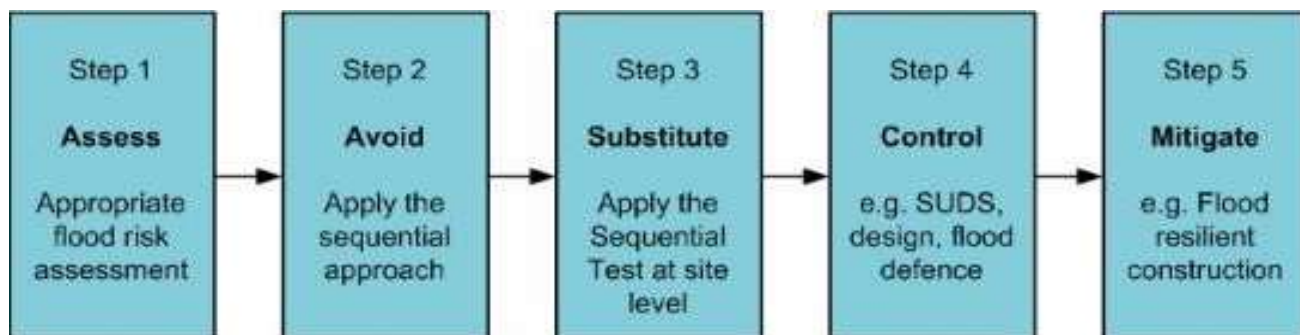 Step 1
Assess
Appropriate
flood risk
assessment
Step 2
Avoid
Apply the
sequential
approach
Step 3
Substitute
Apply the
Sequential
Test at site
level
Step 4
Control
e.g. SUDS,
design, flood
defence
Step 5
Mitigate
e.g. Flood
resilient
construction